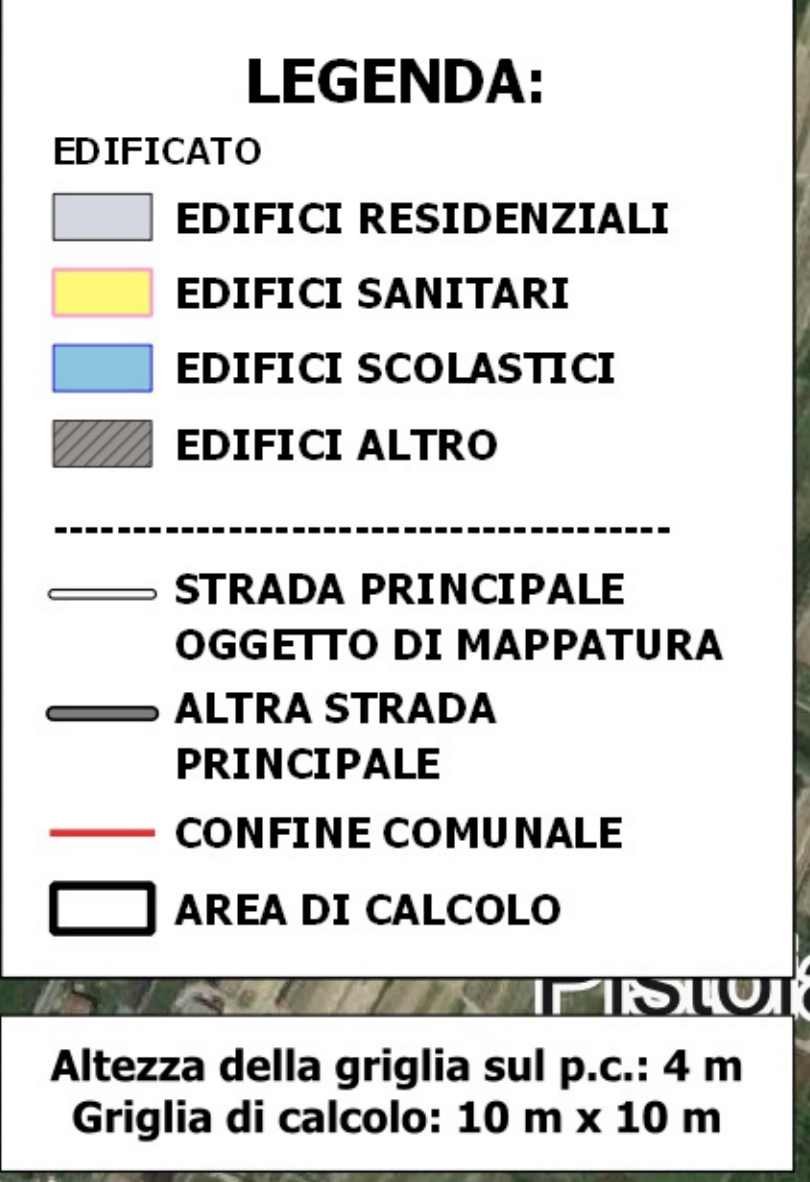 LEGENDA:
EDIFICATO
EDIFICI RESIDENZIALI
EDIFICI SANITARI
EDIFICI SCOLASTICI
EDIFICI ALTRO
---------------------------------------
STRADA PRINCIPALE
OGGETTO DI MAPPATURA
ALTRA STRADA
PRINCIPALE
CONFINE COMUNALE
AREA DI CALCOLO
Altezza della griglia sul p.c.: 4 m
Griglia di calcolo: 10 m x 10 m